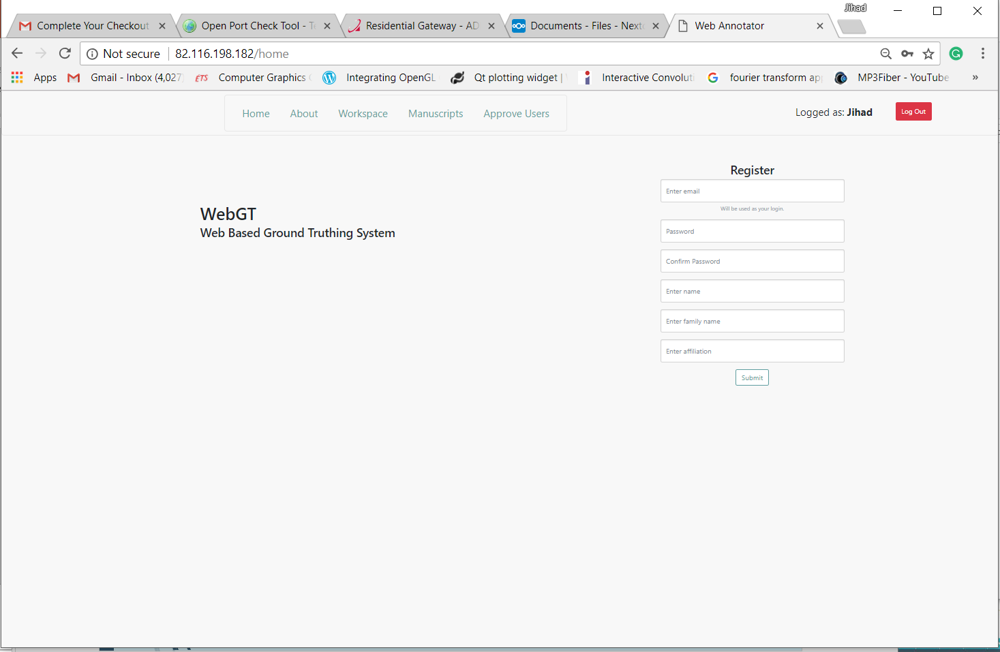 Jihad
Complete Your Checkout
Open Port Check Tool - Te
Residential Gateway - AD
Documents - Files - Nextc
Web Annotator
Not secure 82.116.198.182/home
Apps
Gmail - Inbox (4,027)
ETS
Computer Graphics
Integrating OpenGL
Qt plotting widget |
Interactive Convoluti
fourier transform ap
MP3Fiber - YouTube
»
Home About Workspace Manuscripts Approve Users
Logged as: Jihad
Log Out
WebGT
Web Based Ground Truthing System
Register
Enter email
Will be used as your login.
Password
Confirm Password
Enter name
Enter family name
Enter affiliation
Submit